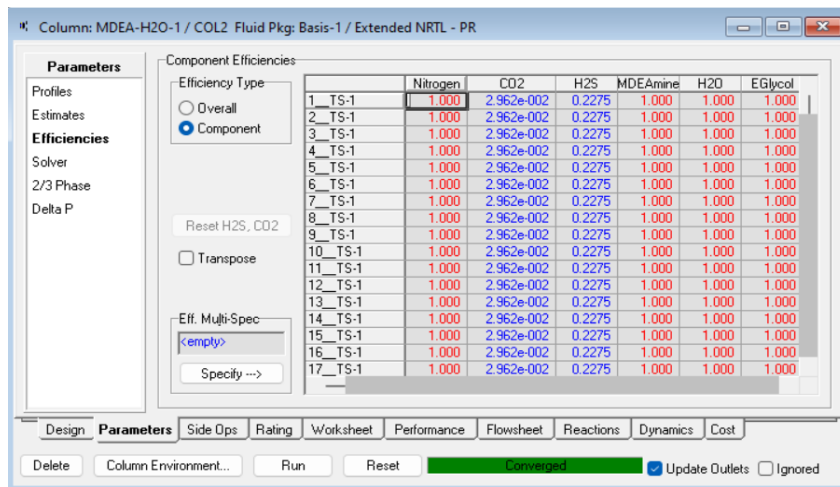 Column: MDEA-H2O-1 / COL2 Fluid Pkg: Basis-1 / Extended NRTL - PR
Parameters
Profiles
Estimates
Efficiencies
Solver
2/3 Phase
Delta P
Component Efficiencies
Efficiency Type
Overall
Component
Reset H2S, CO2
Transpose
Eff. Multi-Spec
<empty>
Specify --->
Nitrogen CO2 H2S MDEAmine H2O EGlycol
1__TS-1 1.000 2.962e-002 0.2275 1.000 1.000 1.000
2__TS-1 1.000 2.962e-002 0.2275 1.000 1.000 1.000
3__TS-1 1.000 2.962e-002 0.2275 1.000 1.000 1.000
4__TS-1 1.000 2.962e-002 0.2275 1.000 1.000 1.000
5__TS-1 1.000 2.962e-002 0.2275 1.000 1.000 1.000
6__TS-1 1.000 2.962e-002 0.2275 1.000 1.000 1.000
7__TS-1 1.000 2.962e-002 0.2275 1.000 1.000 1.000
8__TS-1 1.000 2.962e-002 0.2275 1.000 1.000 1.000
9__TS-1 1.000 2.962e-002 0.2275 1.000 1.000 1.000
10__TS-1 1.000 2.962e-002 0.2275 1.000 1.000 1.000
11__TS-1 1.000 2.962e-002 0.2275 1.000 1.000 1.000
12__TS-1 1.000 2.962e-002 0.2275 1.000 1.000 1.000
13__TS-1 1.000 2.962e-002 0.2275 1.000 1.000 1.000
14__TS-1 1.000 2.962e-002 0.2275 1.000 1.000 1.000
15__TS-1 1.000 2.962e-002 0.2275 1.000 1.000 1.000
16__TS-1 1.000 2.962e-002 0.2275 1.000 1.000 1.000
17__TS-1 1.000 2.962e-002 0.2275 1.000 1.000 1.000
Design Parameters Side Ops Rating Worksheet Performance Flowsheet Reactions Dynamics Cost
Delete Column Environment... Run Reset Converged Update Outlets Ignored